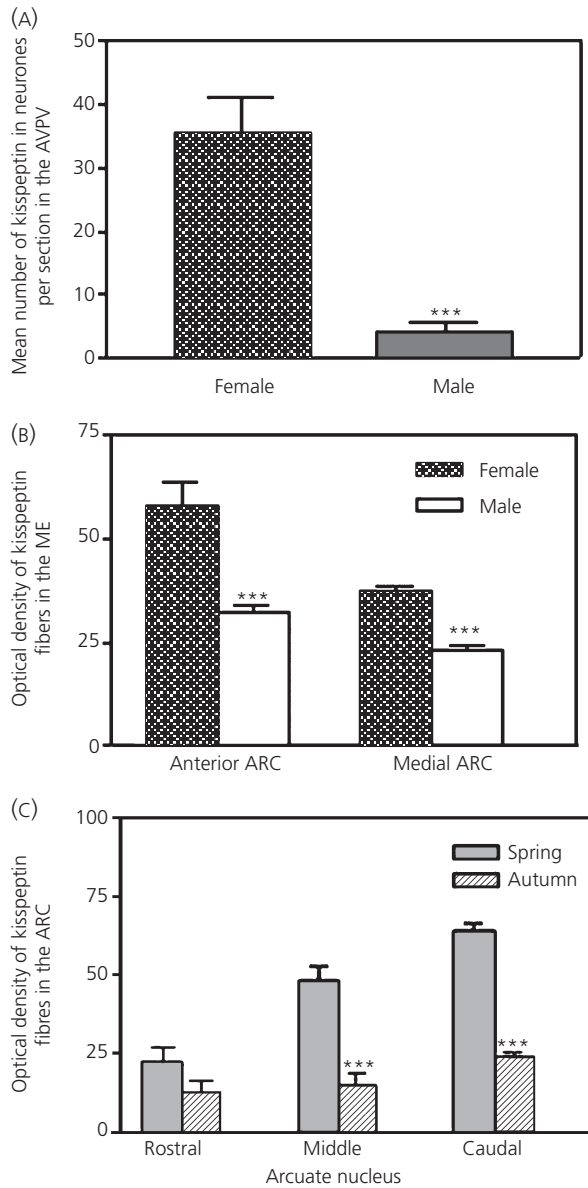 (A)
Mean number of kisspeptin in neurones
per section in the AVPV
50
40
30
20
10
0
***
Female Male
(B)
Optical density of kisspeptin
fibers in the ME
75
50
25
0
Female
Male
***
***
Anterior ARC Medial ARC
(C)
Optical density of kisspeptin
fibres in the ARC
100
75
50
25
0
Spring
Autumn
***
***
Rostral Middle Caudal
Arcuate nucleus